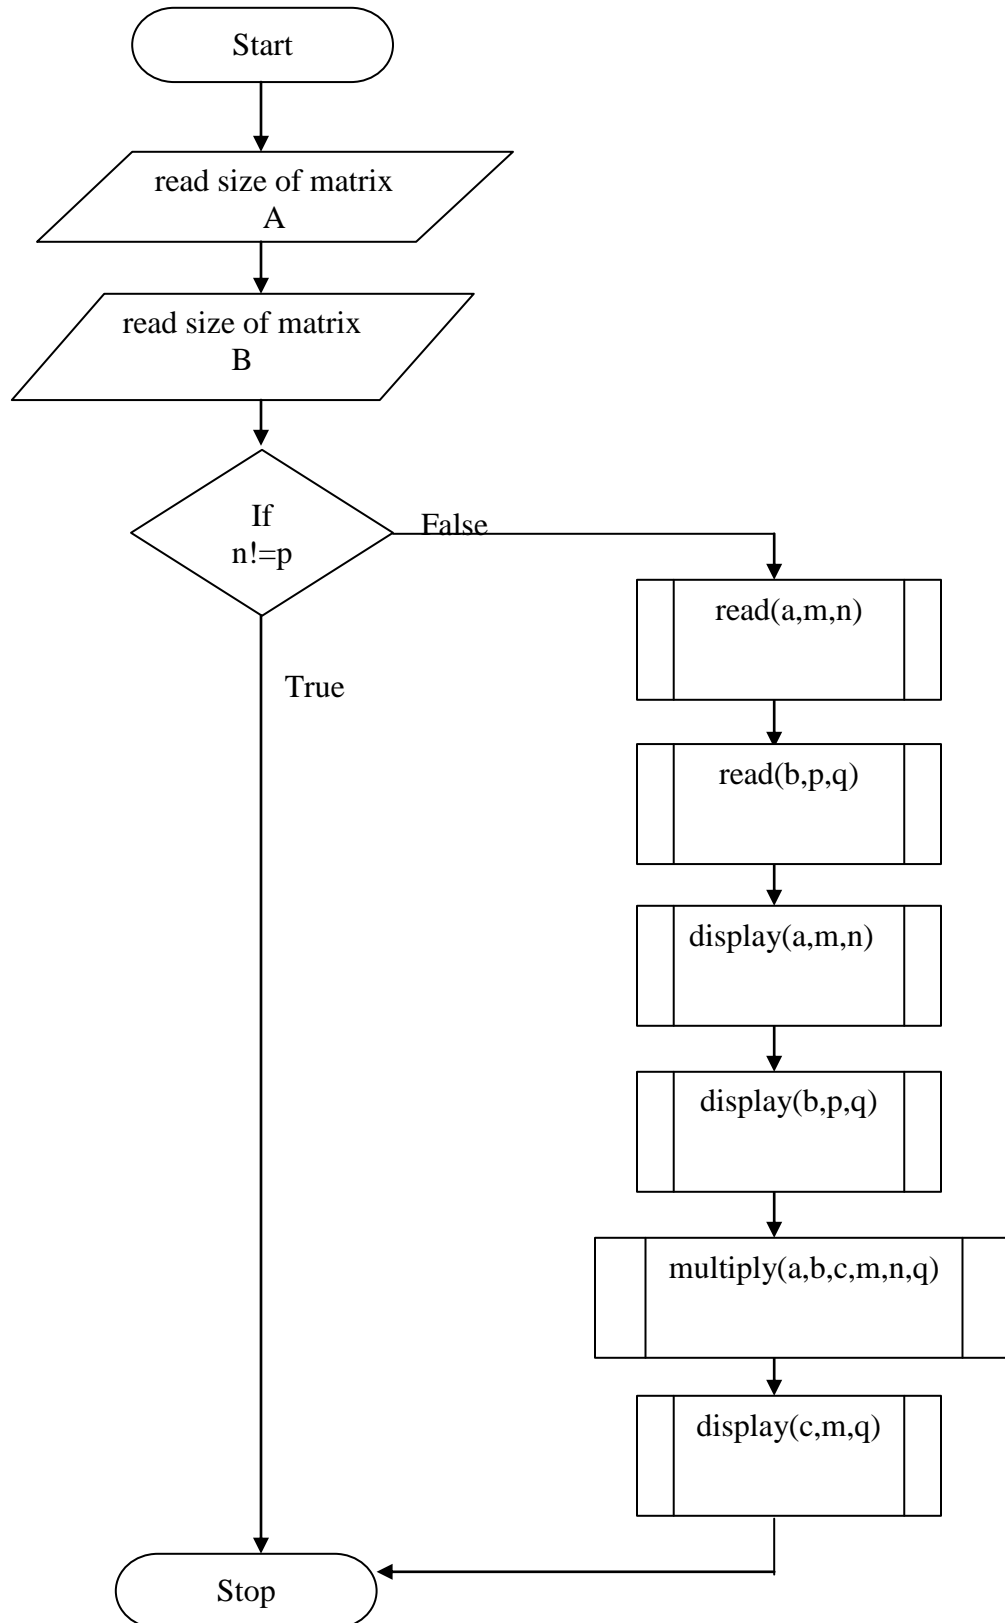 Start
read size of matrix
A
read size of matrix
B
If
n!=p
False
True
read(a,m,n)
read(b,p,q)
display(a,m,n)
display(b,p,q)
multiply(a,b,c,m,n,q)
display(c,m,q)
Stop